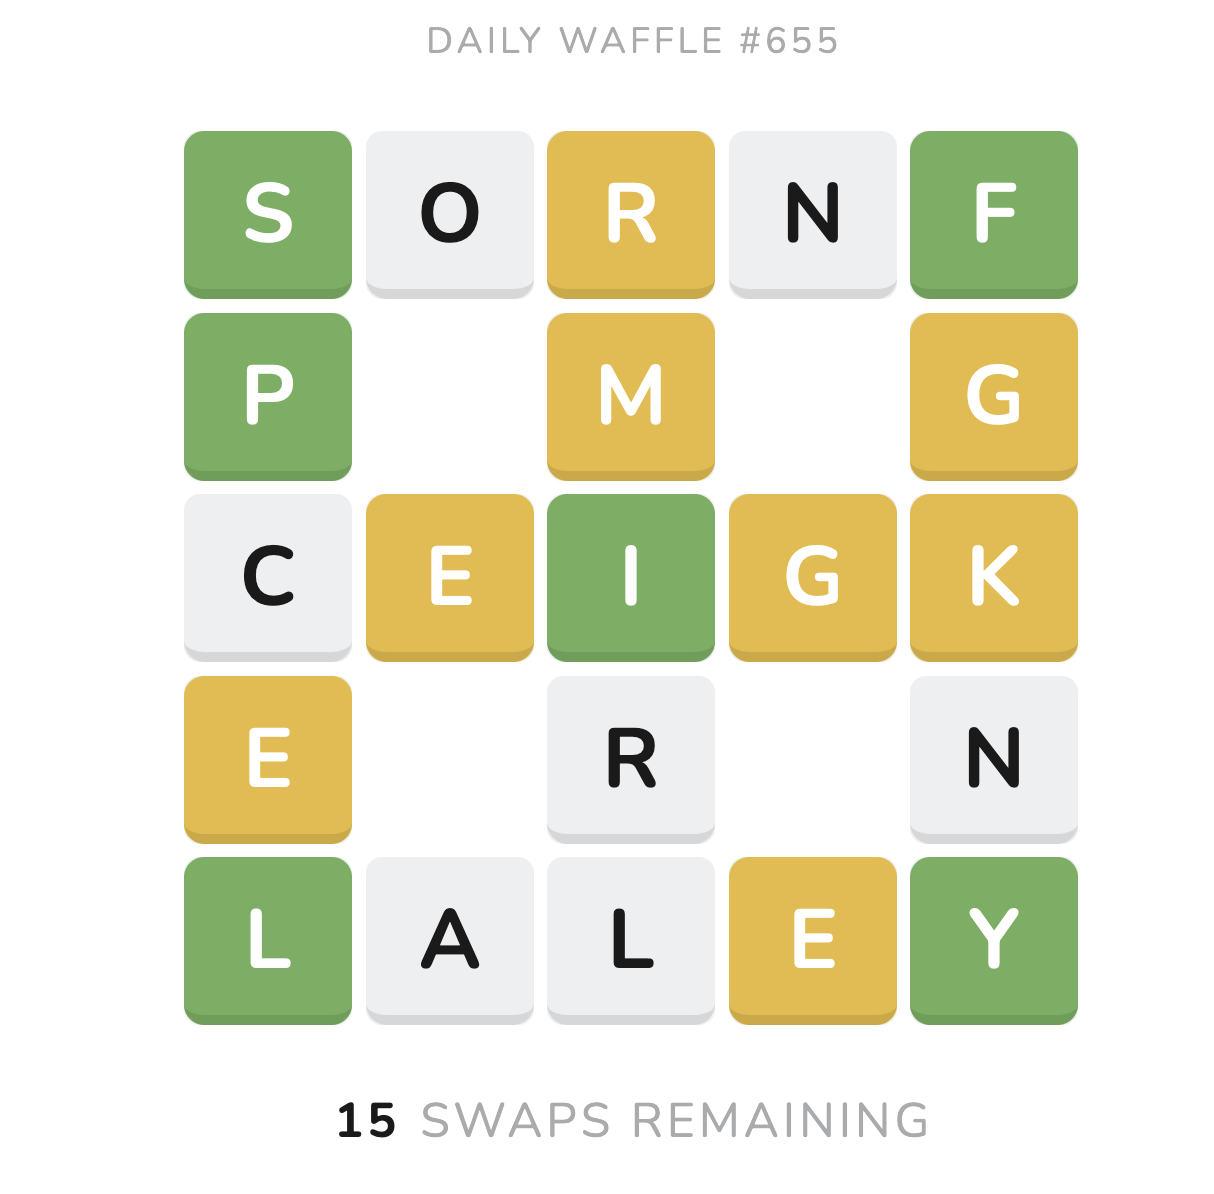 DAILY WAFFLE #655
S O R N F
P M G
C E I G K
E R N
L A L E Y
15 SWAPS REMAINING